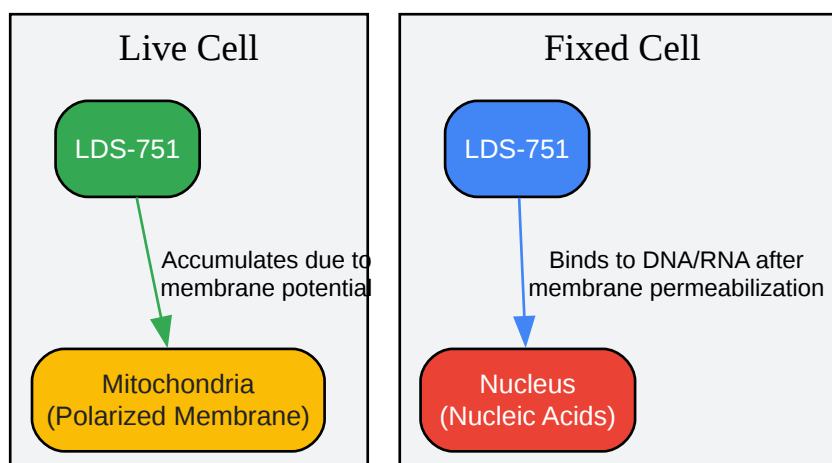 Live Cell
LDS-751
Accumulates due to
membrane potential
Mitochondria
(Polarized Membrane)
Fixed Cell
LDS-751
Binds to DNA/RNA after
membrane permeabilization
Nucleus
(Nucleic Acids)